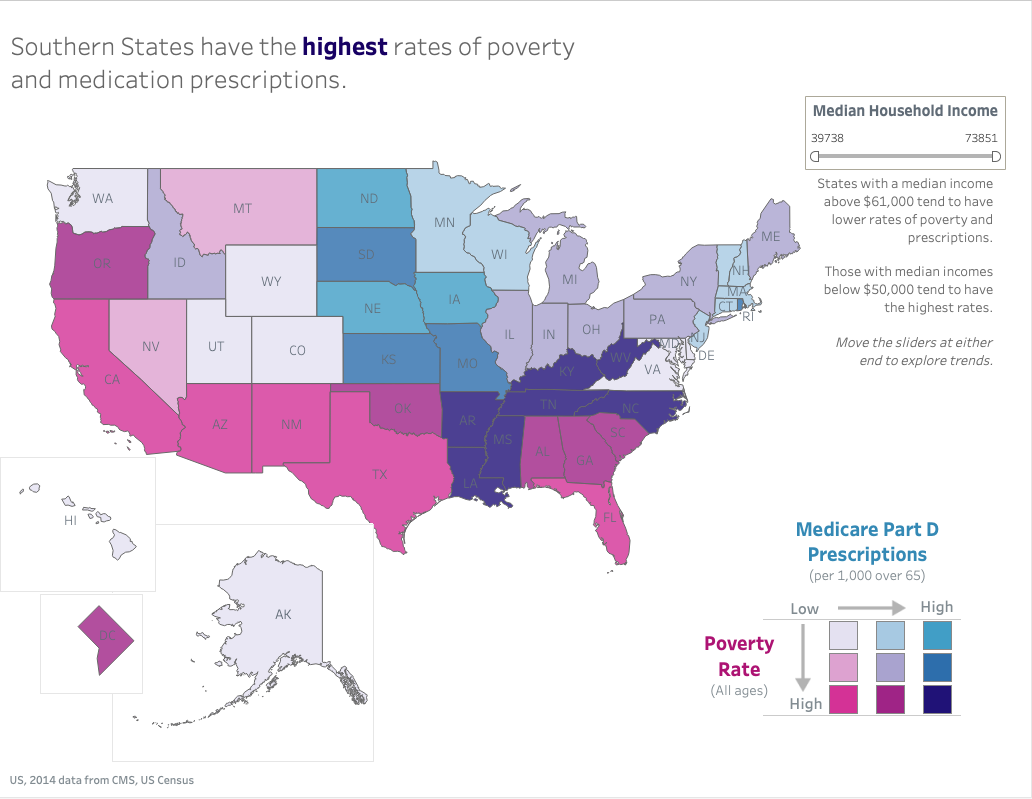 Southern States have the highest rates of poverty
and medication prescriptions.
Median Household Income
39738 73851
States with a median income
above $61,000 tend to have
lower rates of poverty and
prescriptions.
Those with median incomes
below $50,000 tend to have
the highest rates.
Move the sliders at either
end to explore trends.
WA
MT
ND
MN
OR
ID
WY
SD
WI
MI
NY
ME
NH
MA
CT
RI
NV
UT
CO
NE
IA
IL
IN
OH
PA
NJ
MD
DE
CA
KS
MO
KY
WV
VA
AZ
NM
OK
AR
TN
NC
TX
LA
MS
AL
GA
SC
FL
HI
AK
DC
Medicare Part D
Prescriptions
(per 1,000 over 65)
Low High
Poverty
Rate
(All ages)
High
US, 2014 data from CMS, US Census